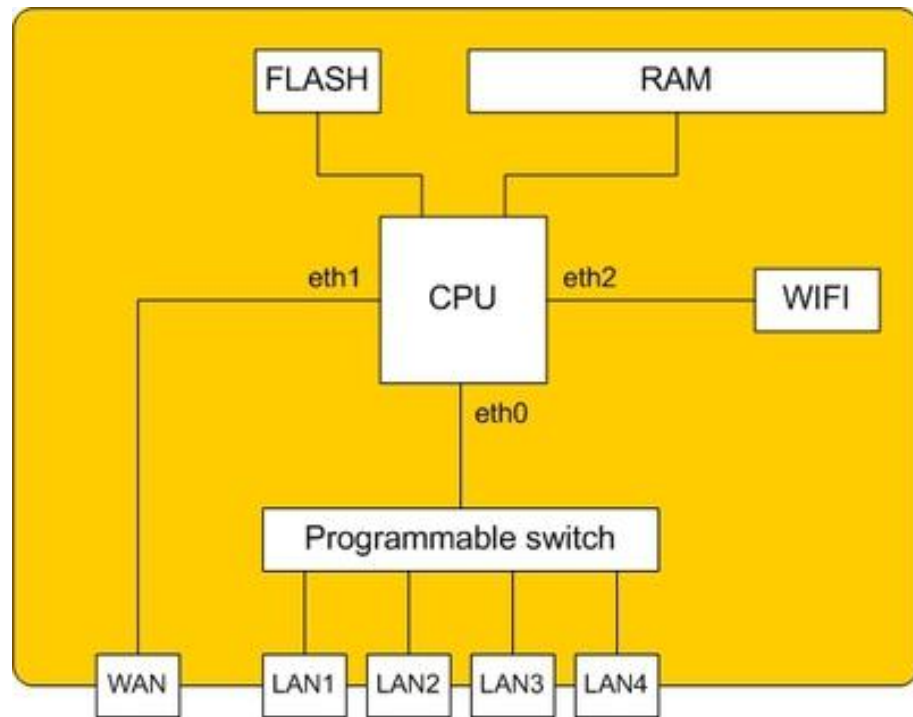 FLASH
RAM
eth1
CPU
eth2
WIFI
eth0
Programmable switch
WAN
LAN1
LAN2
LAN3
LAN4